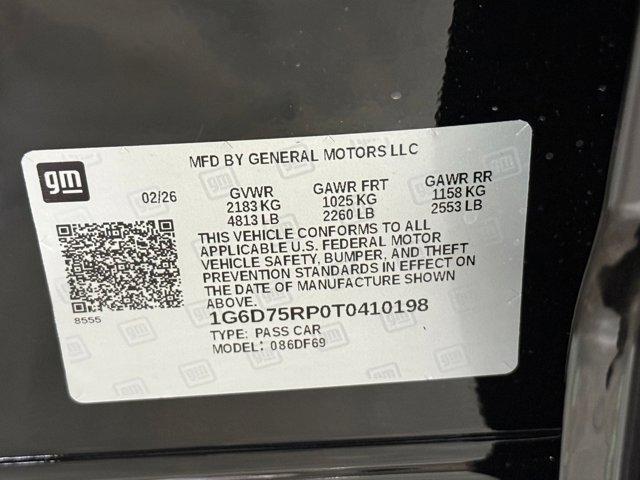 gm
MFD BY GENERAL MOTORS LLC
02/26 GVWR GAWR FRT GAWR RR
2183 KG 1025 KG 1158 KG
4813 LB 2260 LB 2553 LB
THIS VEHICLE CONFORMS TO ALL
APPLICABLE U.S. FEDERAL MOTOR
VEHICLE SAFETY, BUMPER, AND THEFT
PREVENTION STANDARDS IN EFFECT ON
THE DATE OF MANUFACTURE SHOWN
ABOVE.
8555
1G6D75RP0T0410198
TYPE: PASS CAR
MODEL: 086DF69